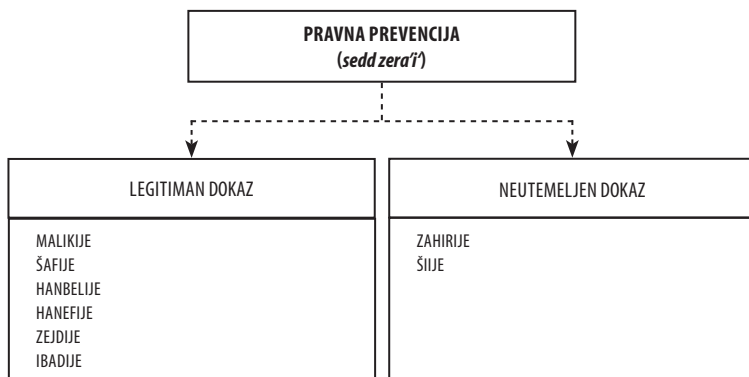 PRAVNA PREVENCIJA
(sedd zera‘i‘)
LEGITIMAN DOKAZ
MALIKIJE
ŠAFIJE
HANBELIJE
HANEFIJE
ZEJDIJE
IBADIJE
NEUTEMELJEN DOKAZ
ZAHIRIJE
ŠIIJE